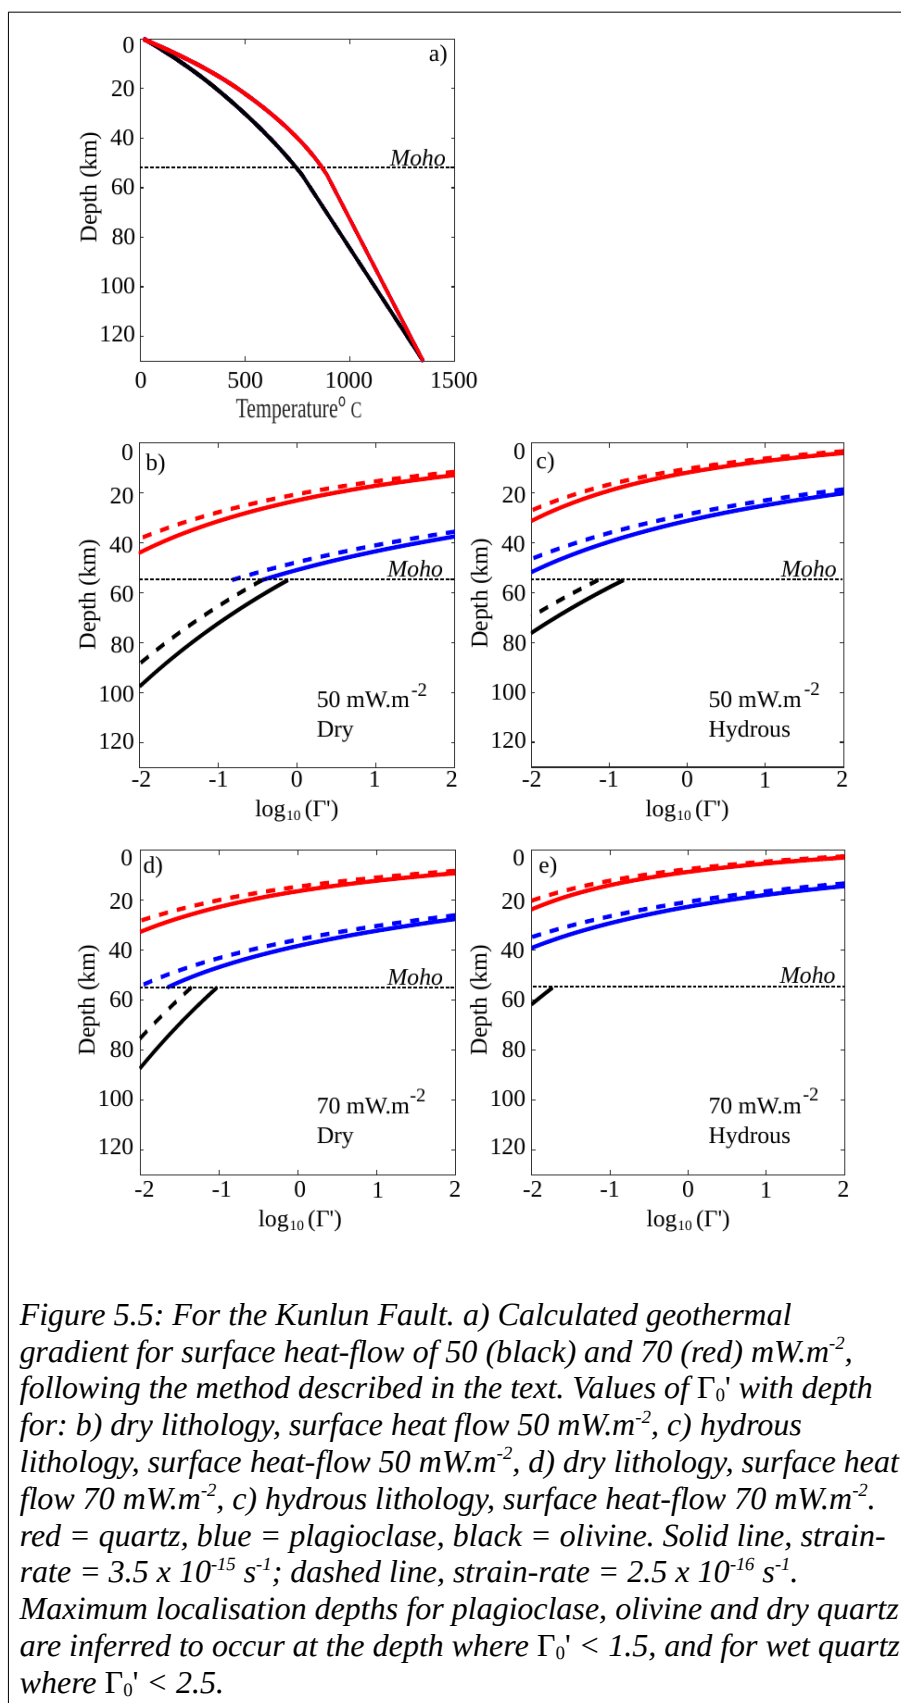 a)
0
20
40
60
80
100
120
Depth (km)
Moho
0 500 1000 1500
Temperature° C
b)
0
20
40
60
80
100
120
Depth (km)
Moho
50 mW.m-2
Dry
-2 -1 0 1 2
log10 (Γ')
c)
0
20
40
60
80
100
120
Depth (km)
Moho
50 mW.m-2
Hydrous
-2 -1 0 1 2
log10 (Γ')
d)
0
20
40
60
80
100
120
Depth (km)
Moho
70 mW.m-2
Dry
-2 -1 0 1 2
log10 (Γ')
e)
0
20
40
60
80
100
120
Depth (km)
Moho
70 mW.m-2
Hydrous
-2 -1 0 1 2
log10 (Γ')
Figure 5.5: For the Kunlun Fault. a) Calculated geothermal
gradient for surface heat-flow of 50 (black) and 70 (red) mW.m-2,
following the method described in the text. Values of Γ0' with depth
for: b) dry lithology, surface heat flow 50 mW.m-2, c) hydrous
lithology, surface heat-flow 50 mW.m-2, d) dry lithology, surface heat
flow 70 mW.m-2, c) hydrous lithology, surface heat-flow 70 mW.m-2.
red = quartz, blue = plagioclase, black = olivine. Solid line, strain-
rate = 3.5 x 10-15 s-1; dashed line, strain-rate = 2.5 x 10-16 s-1.
Maximum localisation depths for plagioclase, olivine and dry quartz
are inferred to occur at the depth where Γ0' < 1.5, and for wet quartz
where Γ0' < 2.5.